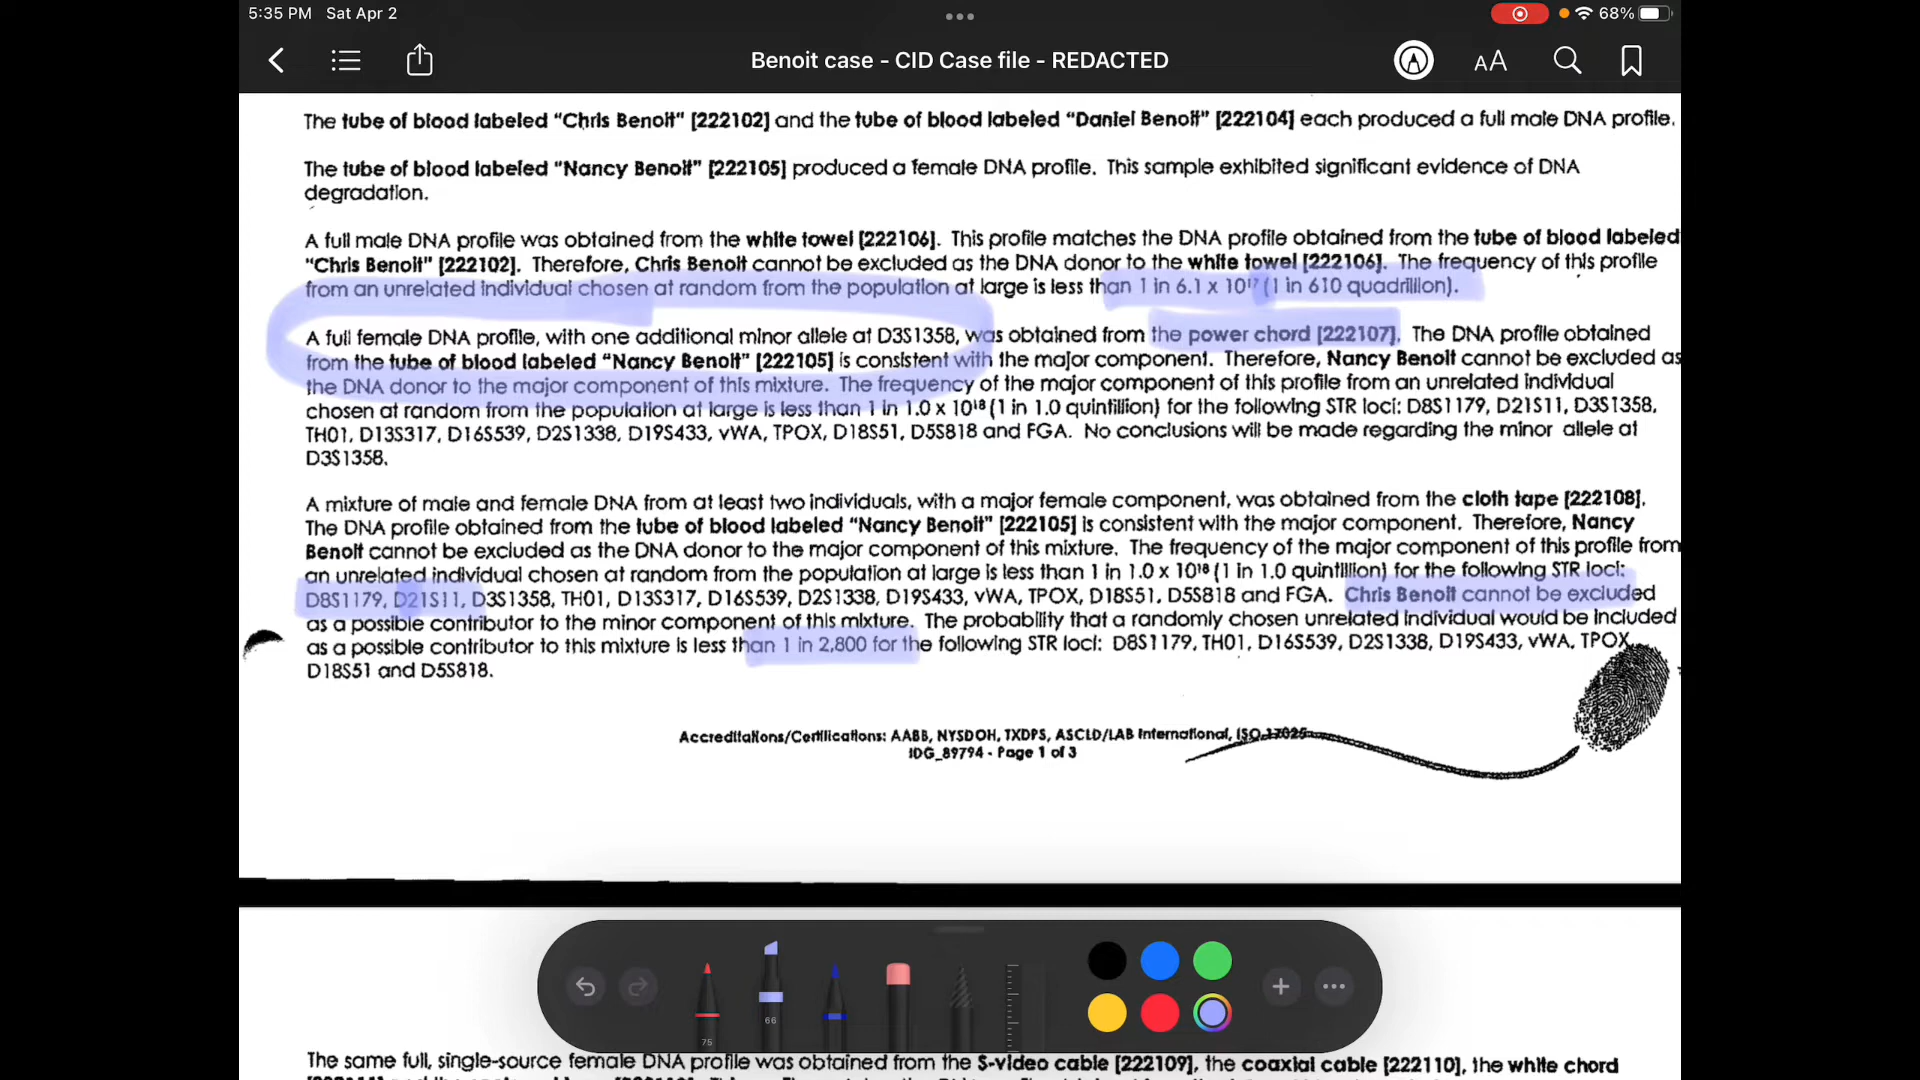 5:35 PM Sat Apr 2
68%
Benoit case - CID Case file - REDACTED
AA
The tube of blood labeled “Chris Benoit” [222102] and the tube of blood labeled “Daniel Benoit” [222104] each produced a full male DNA profile.
The tube of blood labeled “Nancy Benoit” [222105] produced a female DNA profile. This sample exhibited significant evidence of DNA
degradation.
A full male DNA profile was obtained from the white towel [222106]. This profile matches the DNA profile obtained from the tube of blood labeled
“Chris Benoit” [222102]. Therefore, Chris Benoit cannot be excluded as the DNA donor to the white towel [222106]. The frequency of this profile
from an unrelated individual chosen at random from the population at large is less than 1 in 6.1 x 10¹⁷ (1 in 610 quadrillion).
A full female DNA profile, with one additional minor allele at D3S1358, was obtained from the power chord [222107]. The DNA profile obtained
from the tube of blood labeled “Nancy Benoit” [222105] is consistent with the major component. Therefore, Nancy Benoit cannot be excluded as
the DNA donor to the major component of this mixture. The frequency of the major component of this profile from an unrelated individual
chosen at random from the population at large is less than 1 in 1.0 x 10¹⁸ (1 in 1.0 quintillion) for the following STR loci: D8S1179, D21S11, D3S1358,
TH01, D13S317, D16S539, D2S1338, D19S433, vWA, TPOX, D18S51, D5S818 and FGA. No conclusions will be made regarding the minor allele at
D3S1358.
A mixture of male and female DNA from at least two individuals, with a major female component, was obtained from the cloth tape [222108].
The DNA profile obtained from the tube of blood labeled “Nancy Benoit” [222105] is consistent with the major component. Therefore, Nancy
Benoit cannot be excluded as the DNA donor to the major component of this mixture. The frequency of the major component of this profile from
an unrelated individual chosen at random from the population at large is less than 1 in 1.0 x 10¹⁸ (1 in 1.0 quintillion) for the following STR loci:
D8S1179, D21S11, D3S1358, TH01, D13S317, D16S539, D2S1338, D19S433, vWA, TPOX, D18S51, D5S818 and FGA. Chris Benoit cannot be excluded
as a possible contributor to the minor component of this mixture. The probability that a randomly chosen unrelated individual would be included
as a possible contributor to this mixture is less than 1 in 2,800 for the following STR loci: D8S1179, TH01, D16S539, D2S1338, D19S433, vWA, TPOX,
D18S51 and D5S818.
Accreditations/Certifications: AABB, NYSDOH, TXDPS, ASCLD/LAB International, ISO 17025
IDG_89794 - Page 1 of 3
66
75
The same full, single-source female DNA profile was obtained from the S-video cable [222109], the coaxial cable [222110], the white chord